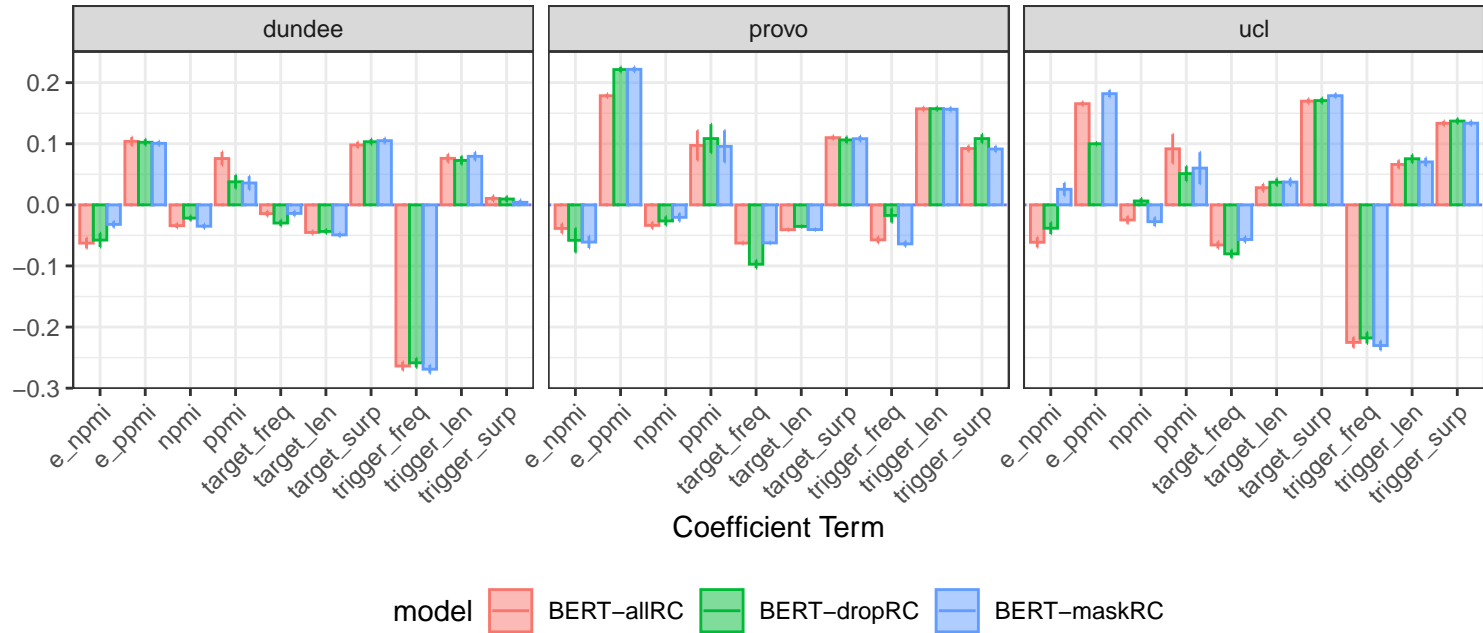 dundee provo ucl
0.2
0.1
0.0
−0.1
−0.2
−0.3
e_npmi e_ppmi npmi ppmi target_freq target_len target_surp trigger_freq trigger_len trigger_surp
e_npmi e_ppmi npmi ppmi target_freq target_len target_surp trigger_freq trigger_len trigger_surp
e_npmi e_ppmi npmi ppmi target_freq target_len target_surp trigger_freq trigger_len trigger_surp
Coefficient Term
model BERT−allRC BERT−dropRC BERT−maskRC